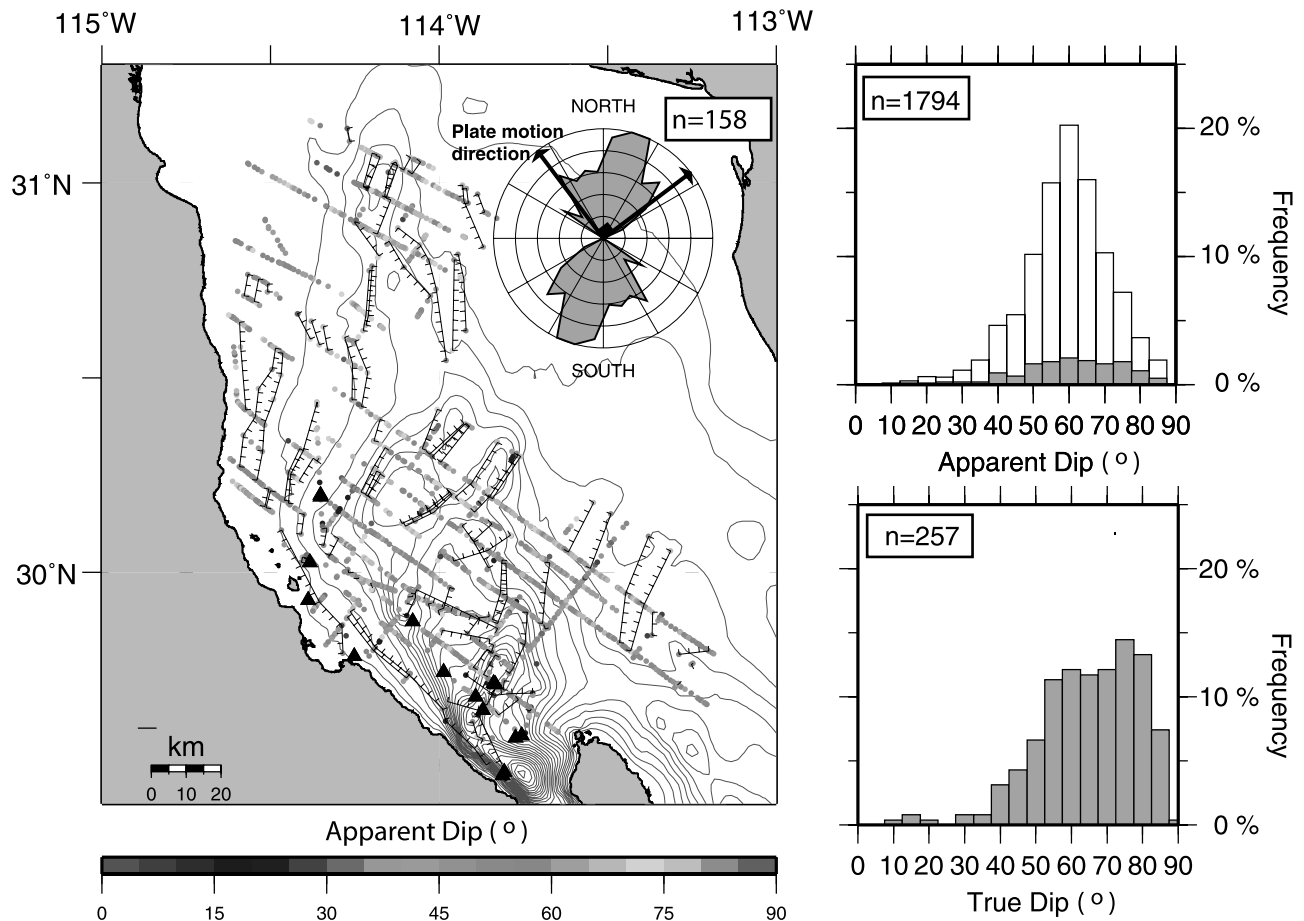 115˚W
114˚W
113˚W
31˚N
30˚N
NORTH
n=158
Plate motion
direction
SOUTH
km
0 10 20
Apparent Dip ( o )
0 15 30 45 60 75 90
n=1794
20 %
10 %
0 %
Frequency
0 10 20 30 40 50 60 70 80 90
Apparent Dip ( o )
n=257
20 %
10 %
0 %
Frequency
0 10 20 30 40 50 60 70 80 90
True Dip ( o )